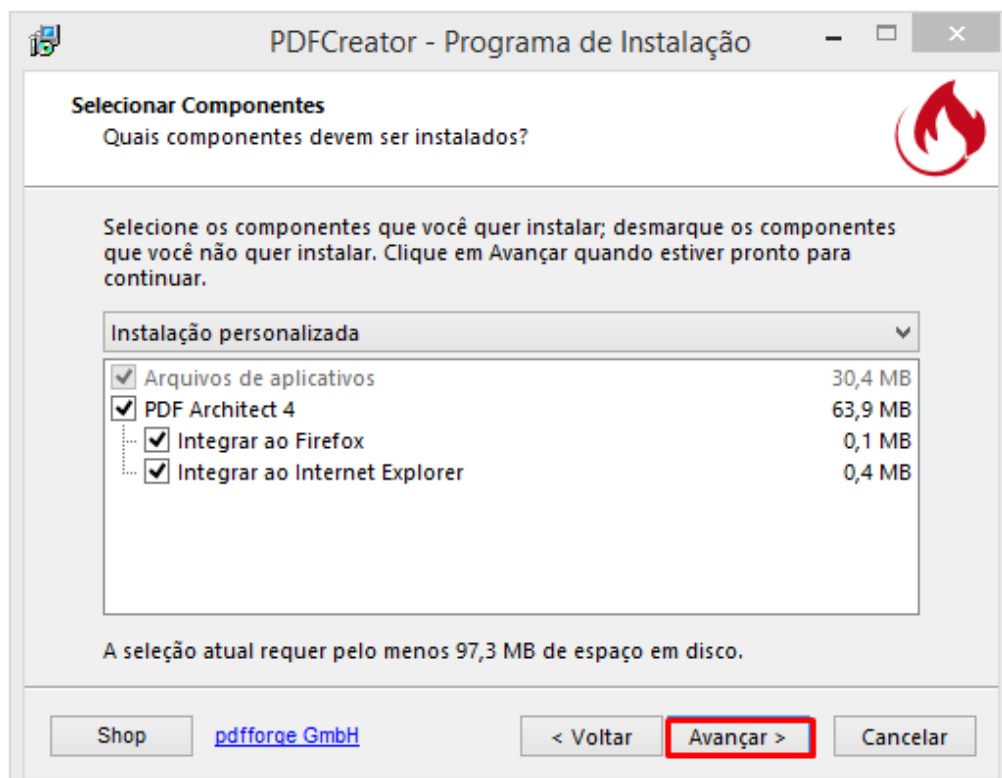 PDFCreator - Programa de Instalação
Selecionar Componentes
Quais componentes devem ser instalados?
Selecione os componentes que você quer instalar; desmarque os componentes
que você não quer instalar. Clique em Avançar quando estiver pronto para
continuar.
Instalação personalizada
Arquivos de aplicativos 30,4 MB
PDF Architect 4 63,9 MB
Integrar ao Firefox 0,1 MB
Integrar ao Internet Explorer 0,4 MB
A seleção atual requer pelo menos 97,3 MB de espaço em disco.
Shop pdfforge GmbH < Voltar Avançar > Cancelar